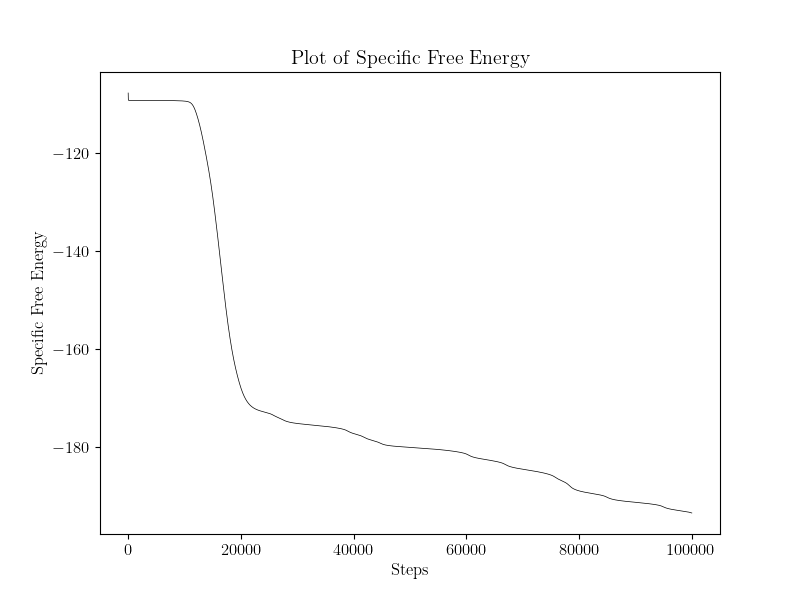 Plot of Specific Free Energy
Specific Free Energy
−120
−140
−160
−180
0 20000 40000 60000 80000 100000
Steps